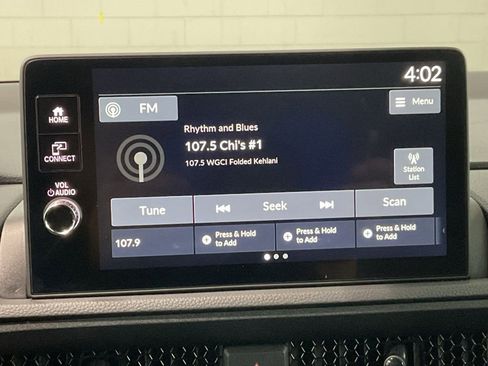 4:02
HOME
FM
Menu
Rhythm and Blues
107.5 Chi's #1
107.5 WGCI Folded Kehlani
CONNECT
Station
List
VOL
AUDIO
Tune
Seek
Scan
107.9
Press & Hold
to Add
Press & Hold
to Add
Press & Hold
to Add